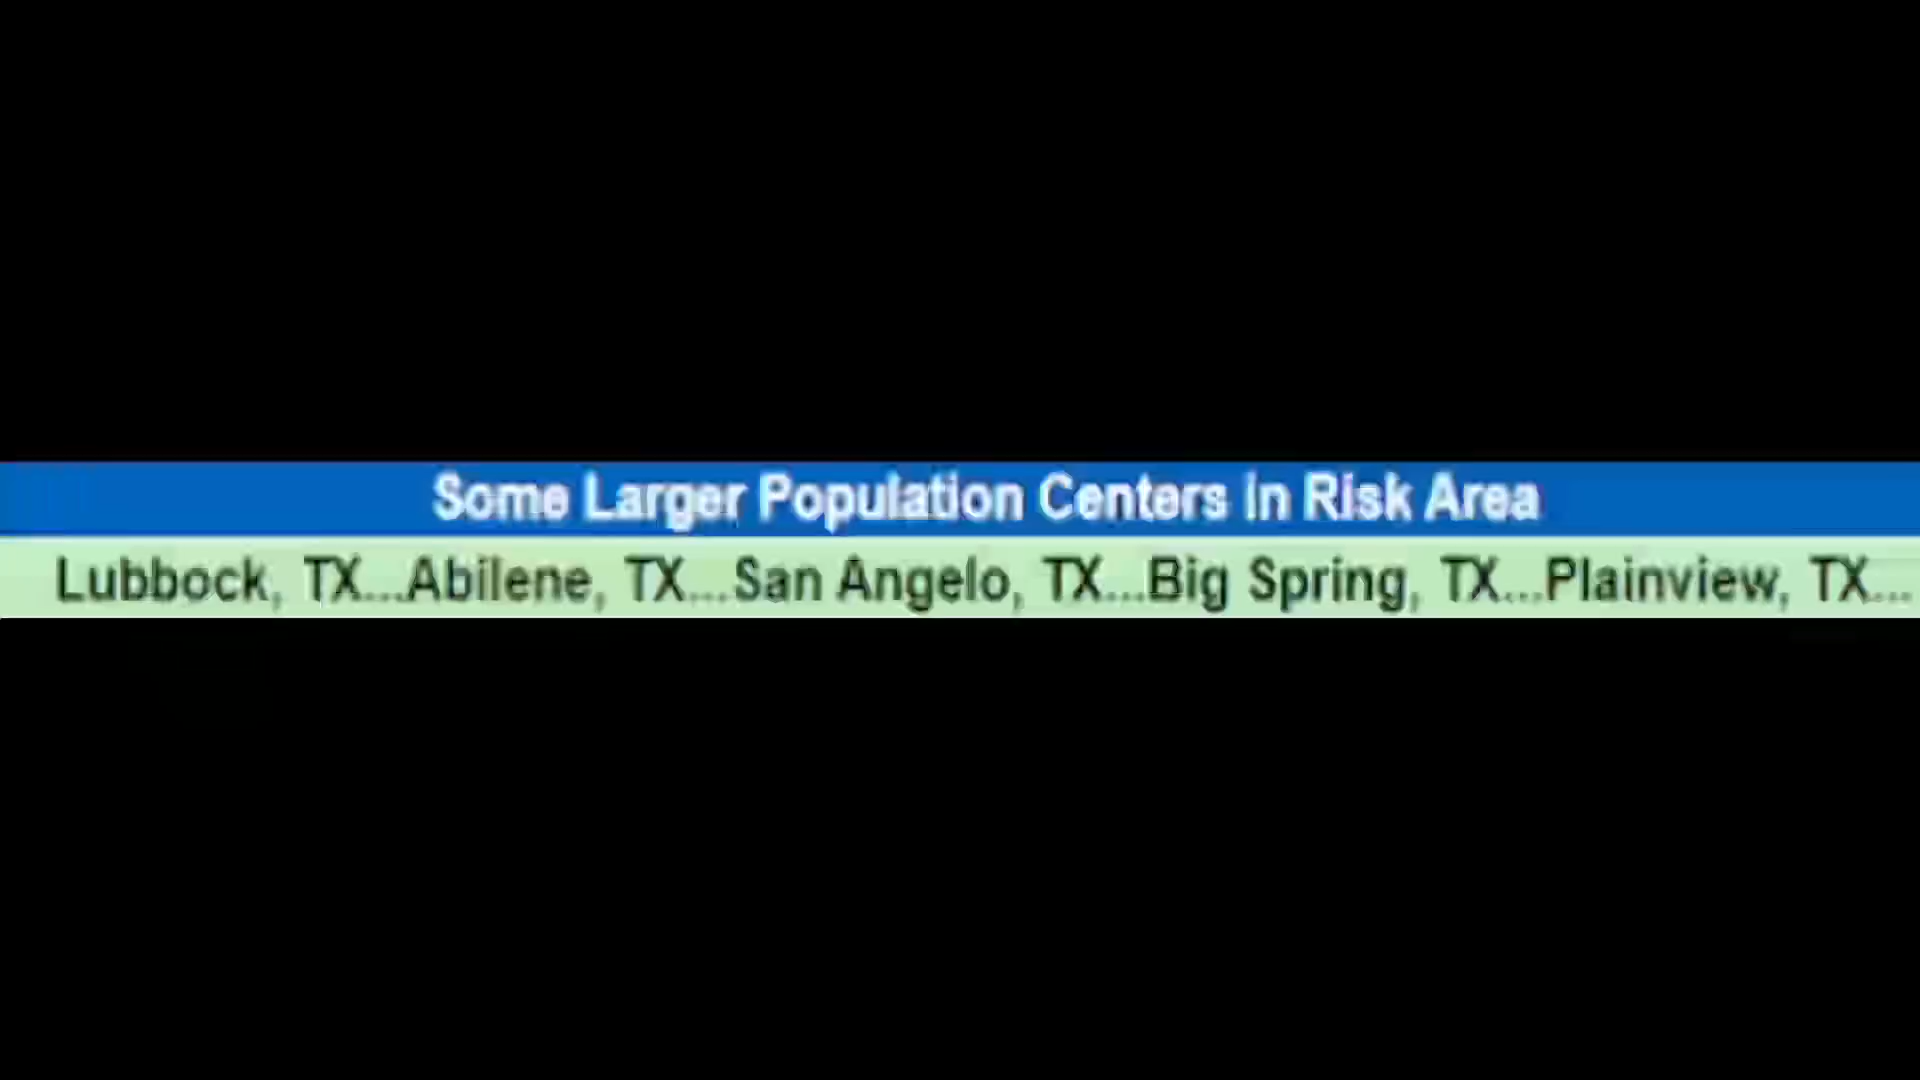 Some Larger Population Centers in Risk Area
Lubbock, TX...Abilene, TX...San Angelo, TX...Big Spring, TX...Plainview, TX...